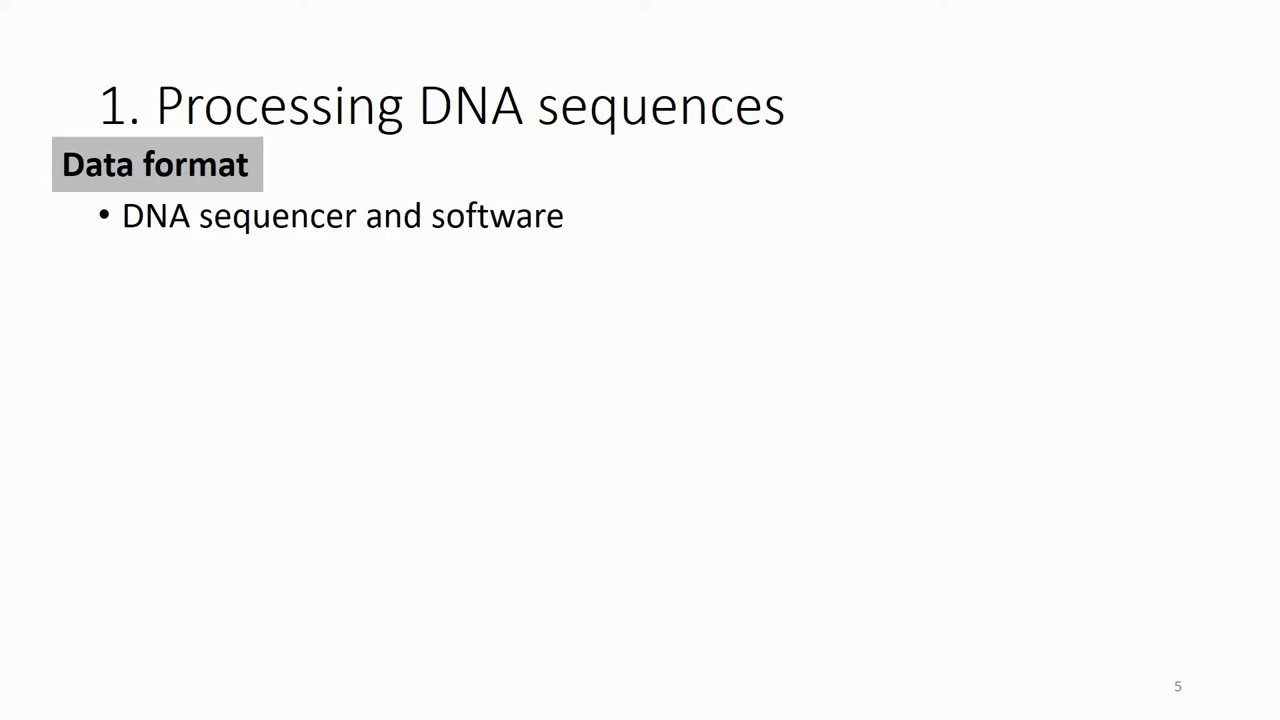 1. Processing DNA sequences
Data format
• DNA sequencer and software
5